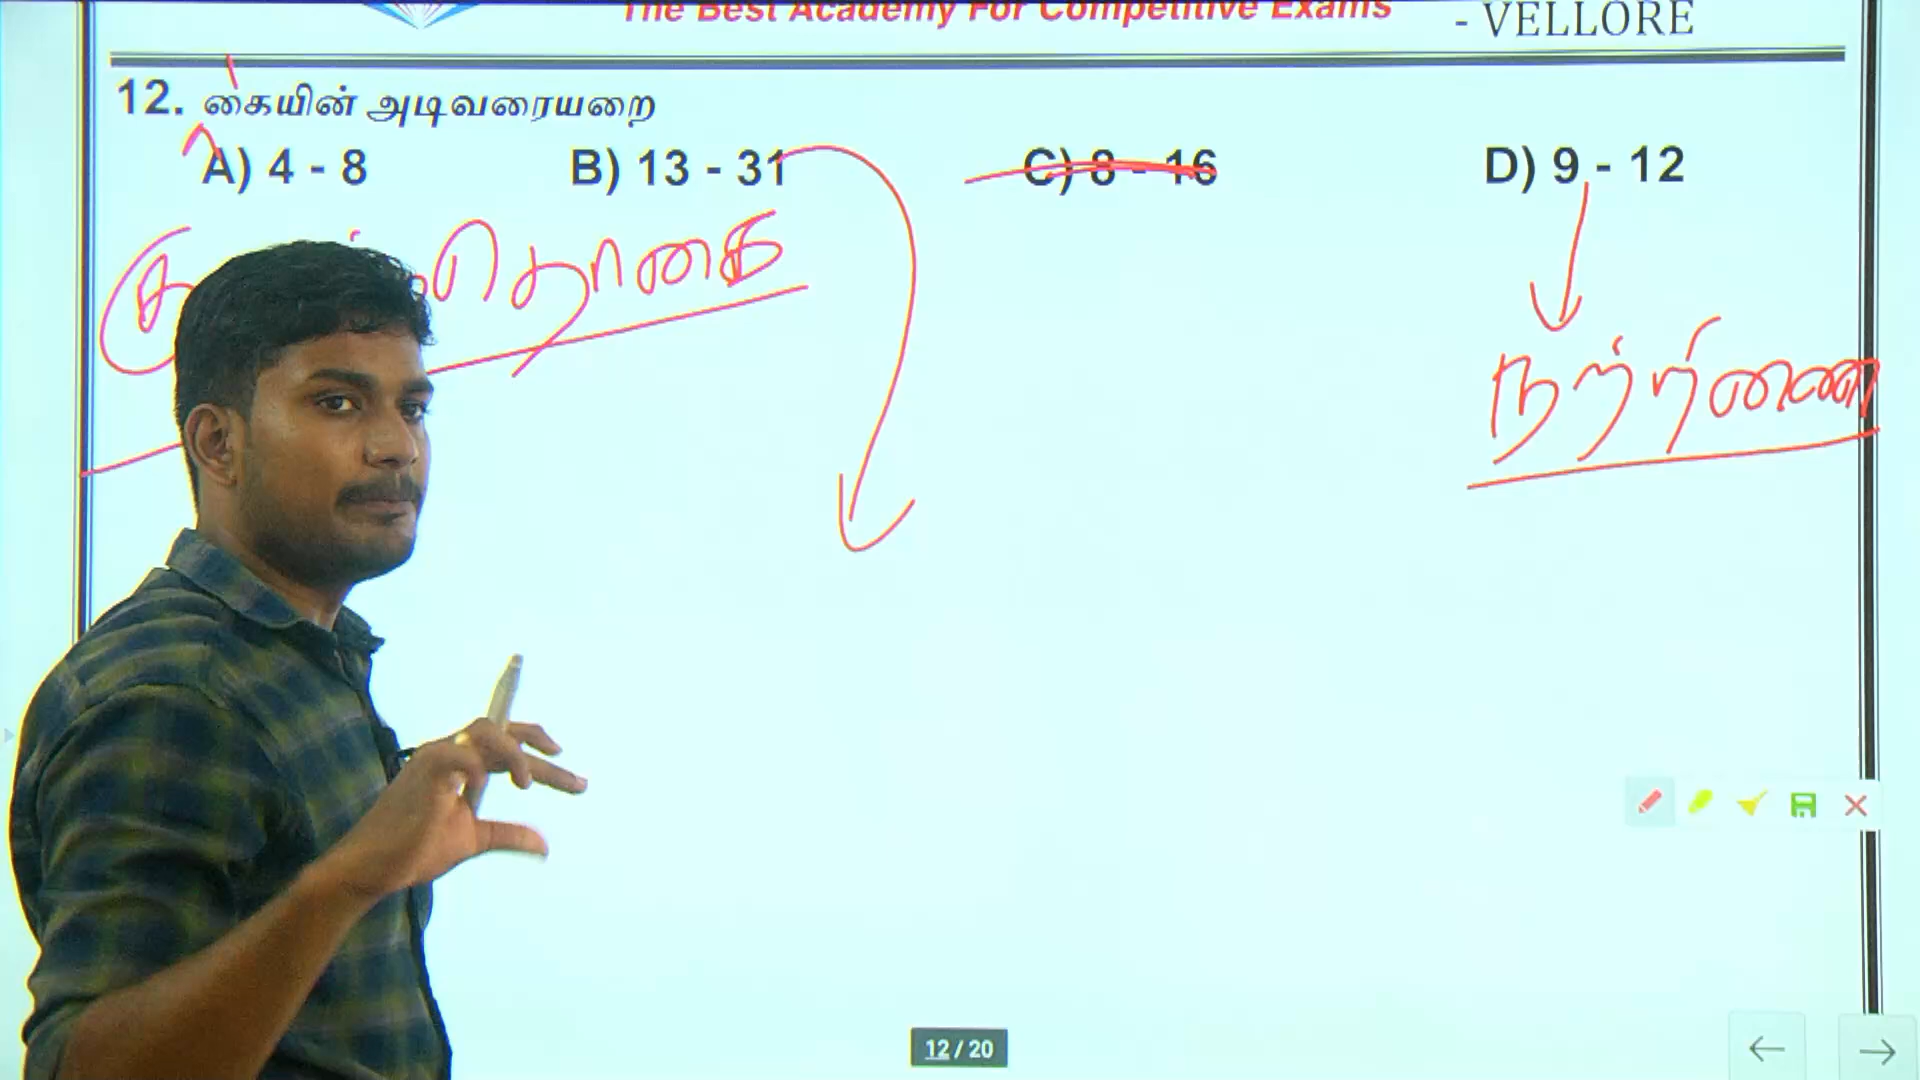 The Best Academy For Competitive Exams
- VELLORE
12. கையின் அடிவரையறை
A) 4 - 8 B) 13 - 31 C) 8 - 16 D) 9 - 12
தொகை
நற்றிணை
12 / 20